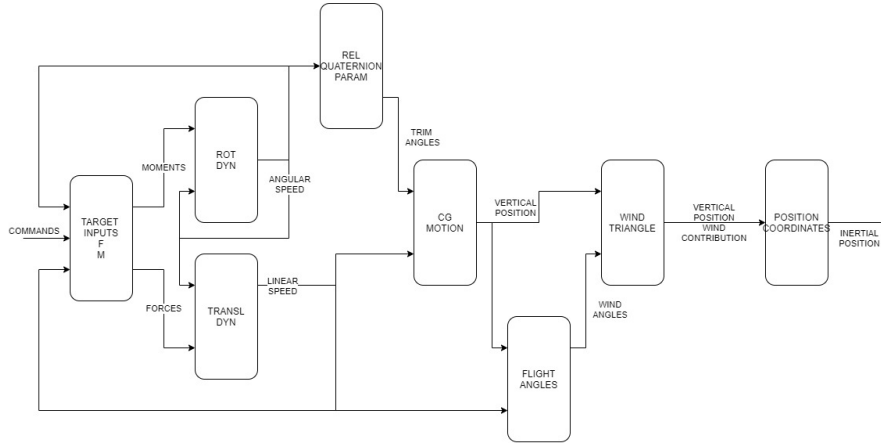 REL
QUATERNION
PARAM
TRIM
ANGLES
ROT
DYN
MOMENTS
ANGULAR
SPEED
COMMANDS
TARGET
INPUTS
F
M
CG
MOTION
VERTICAL
POSITION
WIND
TRIANGLE
VERTICAL
POSITION
WIND
CONTRIBUTION
POSITION
COORDINATES
INERTIAL
POSITION
FORCES
TRANSL
DYN
LINEAR
SPEED
WIND
ANGLES
FLIGHT
ANGLES